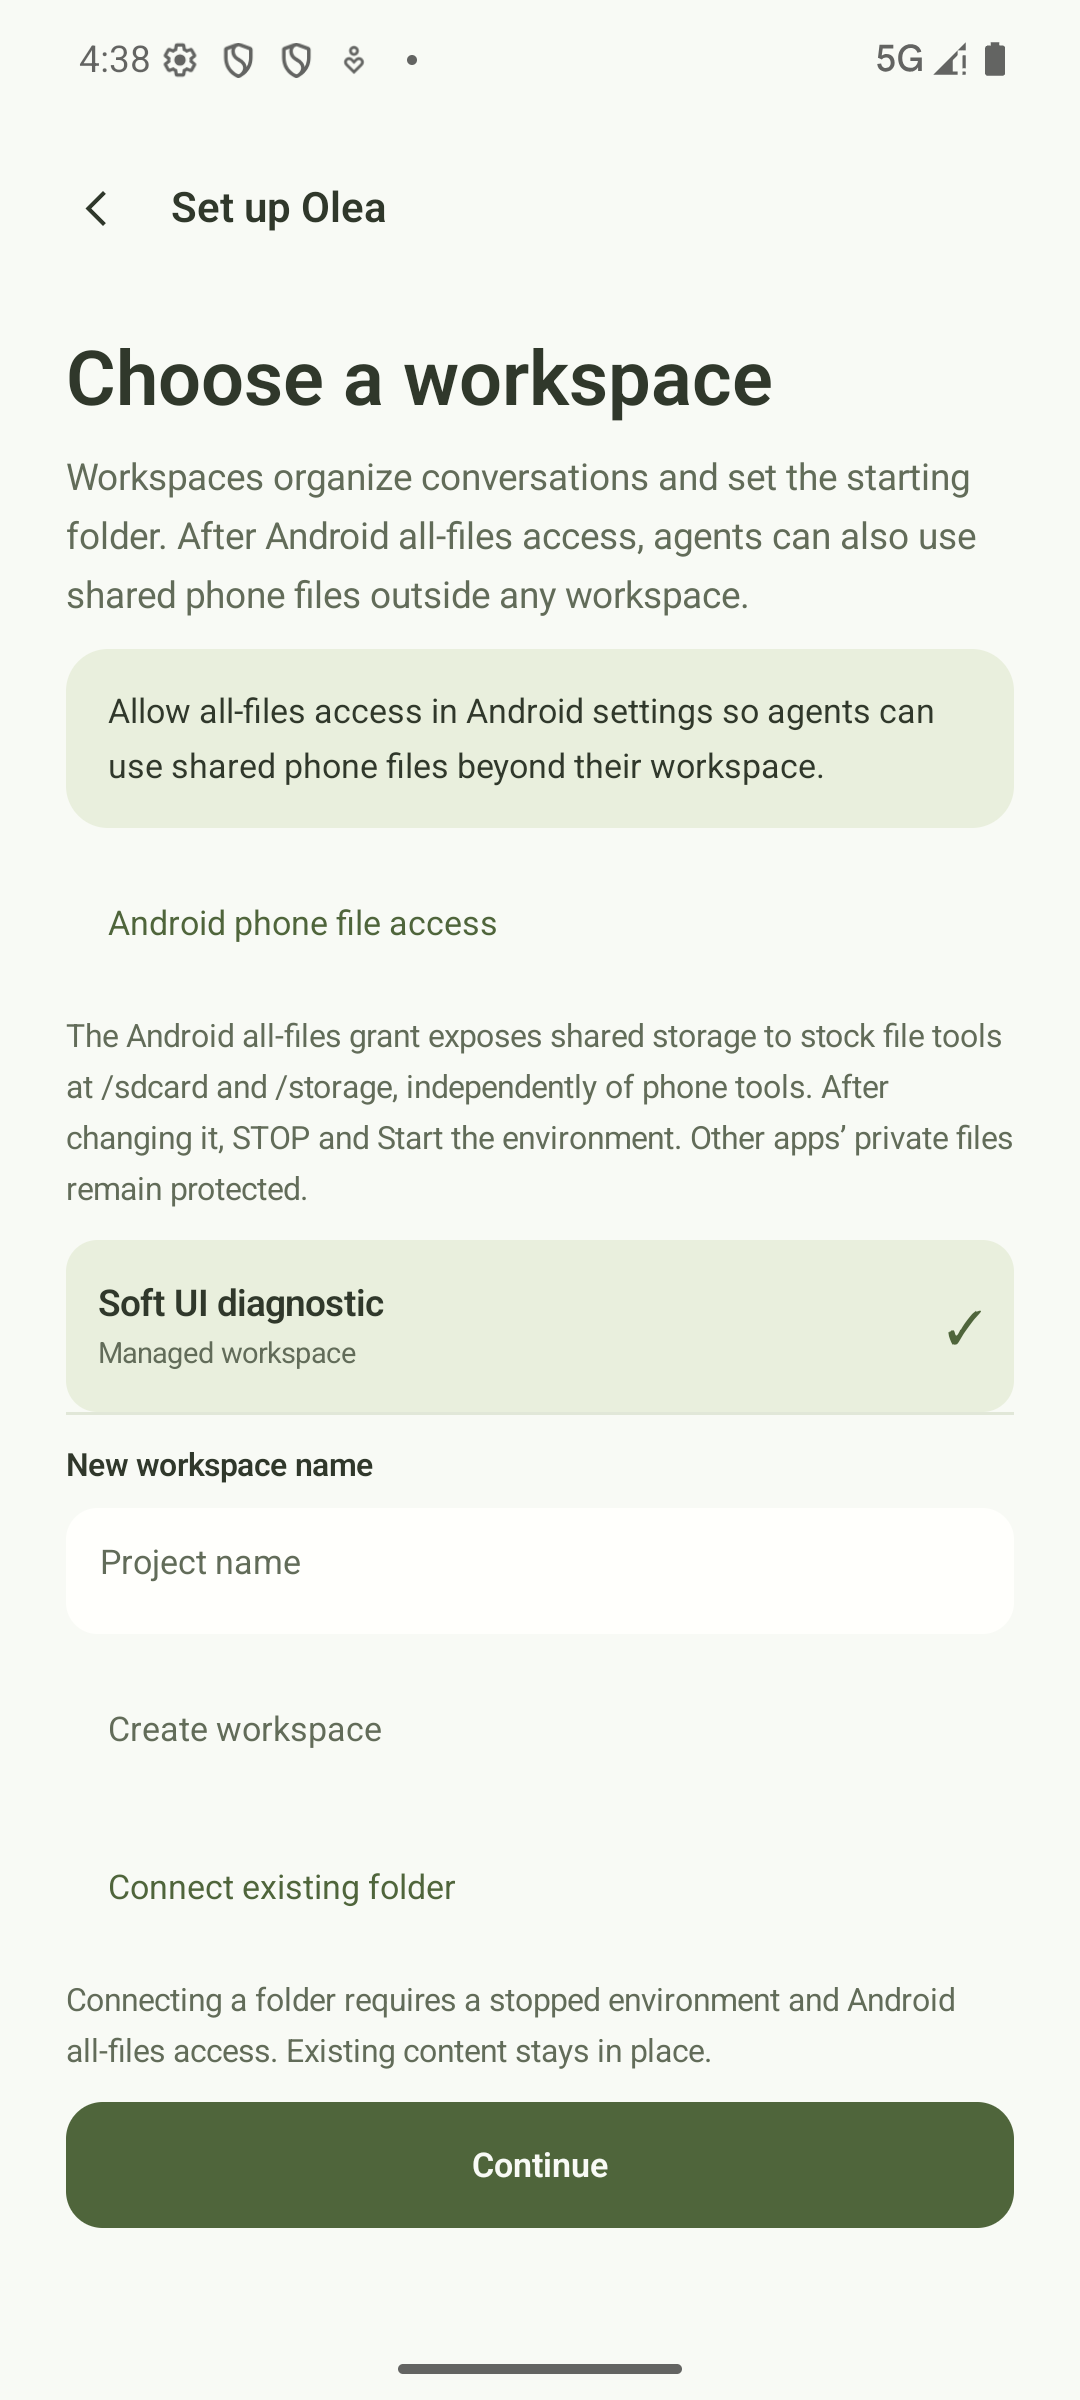 4:38
5G
Set up Olea
Choose a workspace
Workspaces organize conversations and set the starting
folder. After Android all-files access, agents can also use
shared phone files outside any workspace.
Allow all-files access in Android settings so agents can
use shared phone files beyond their workspace.
Android phone file access
The Android all-files grant exposes shared storage to stock file tools
at /sdcard and /storage, independently of phone tools. After
changing it, STOP and Start the environment. Other apps’ private files
remain protected.
Soft UI diagnostic
Managed workspace
New workspace name
Project name
Create workspace
Connect existing folder
Connecting a folder requires a stopped environment and Android
all-files access. Existing content stays in place.
Continue